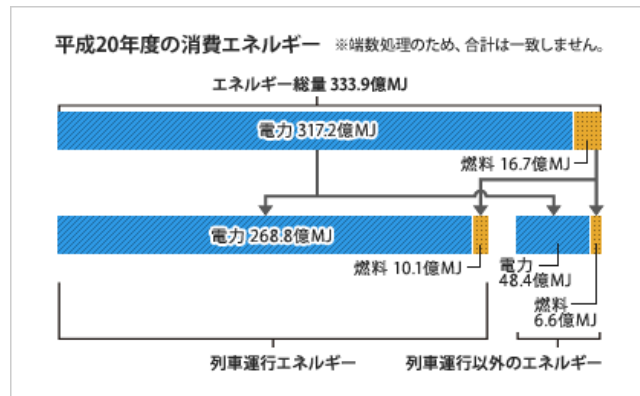 平成20年度の消費エネルギー ※端数処理のため、合計は一致しません。
エネルギー総量 333.9億MJ
電力 317.2億MJ
燃料 16.7億MJ
電力 268.8億MJ
燃料 10.1億MJ
電力
48.4億MJ
燃料
6.6億MJ
列車運行エネルギー
列車運行以外のエネルギー